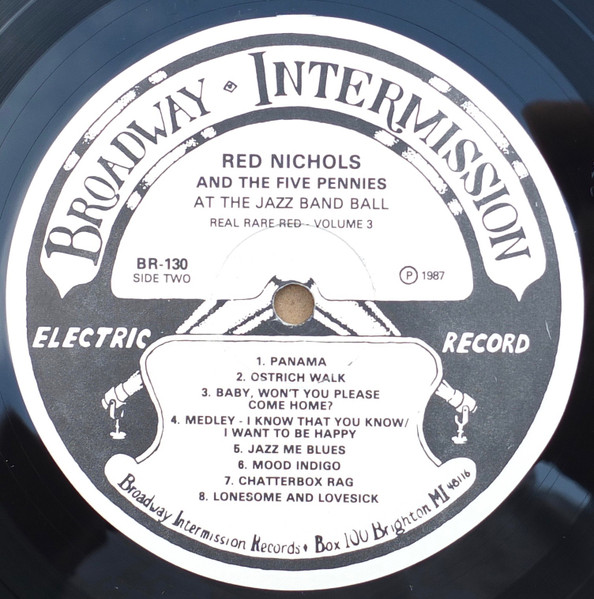 BROADWAY ◈ INTERMISSION
RED NICHOLS
AND THE FIVE PENNIES
AT THE JAZZ BAND BALL
REAL RARE RED - VOLUME 3
BR-130
SIDE TWO
Ⓟ 1987
ELECTRIC
RECORD
1. PANAMA
2. OSTRICH WALK
3. BABY, WON'T YOU PLEASE
COME HOME?
4. MEDLEY - I KNOW THAT YOU KNOW/
I WANT TO BE HAPPY
5. JAZZ ME BLUES
6. MOOD INDIGO
7. CHATTERBOX RAG
8. LONESOME AND LOVESICK
Broadway Intermission Records ♦ Box 100 Brighton MI 48116